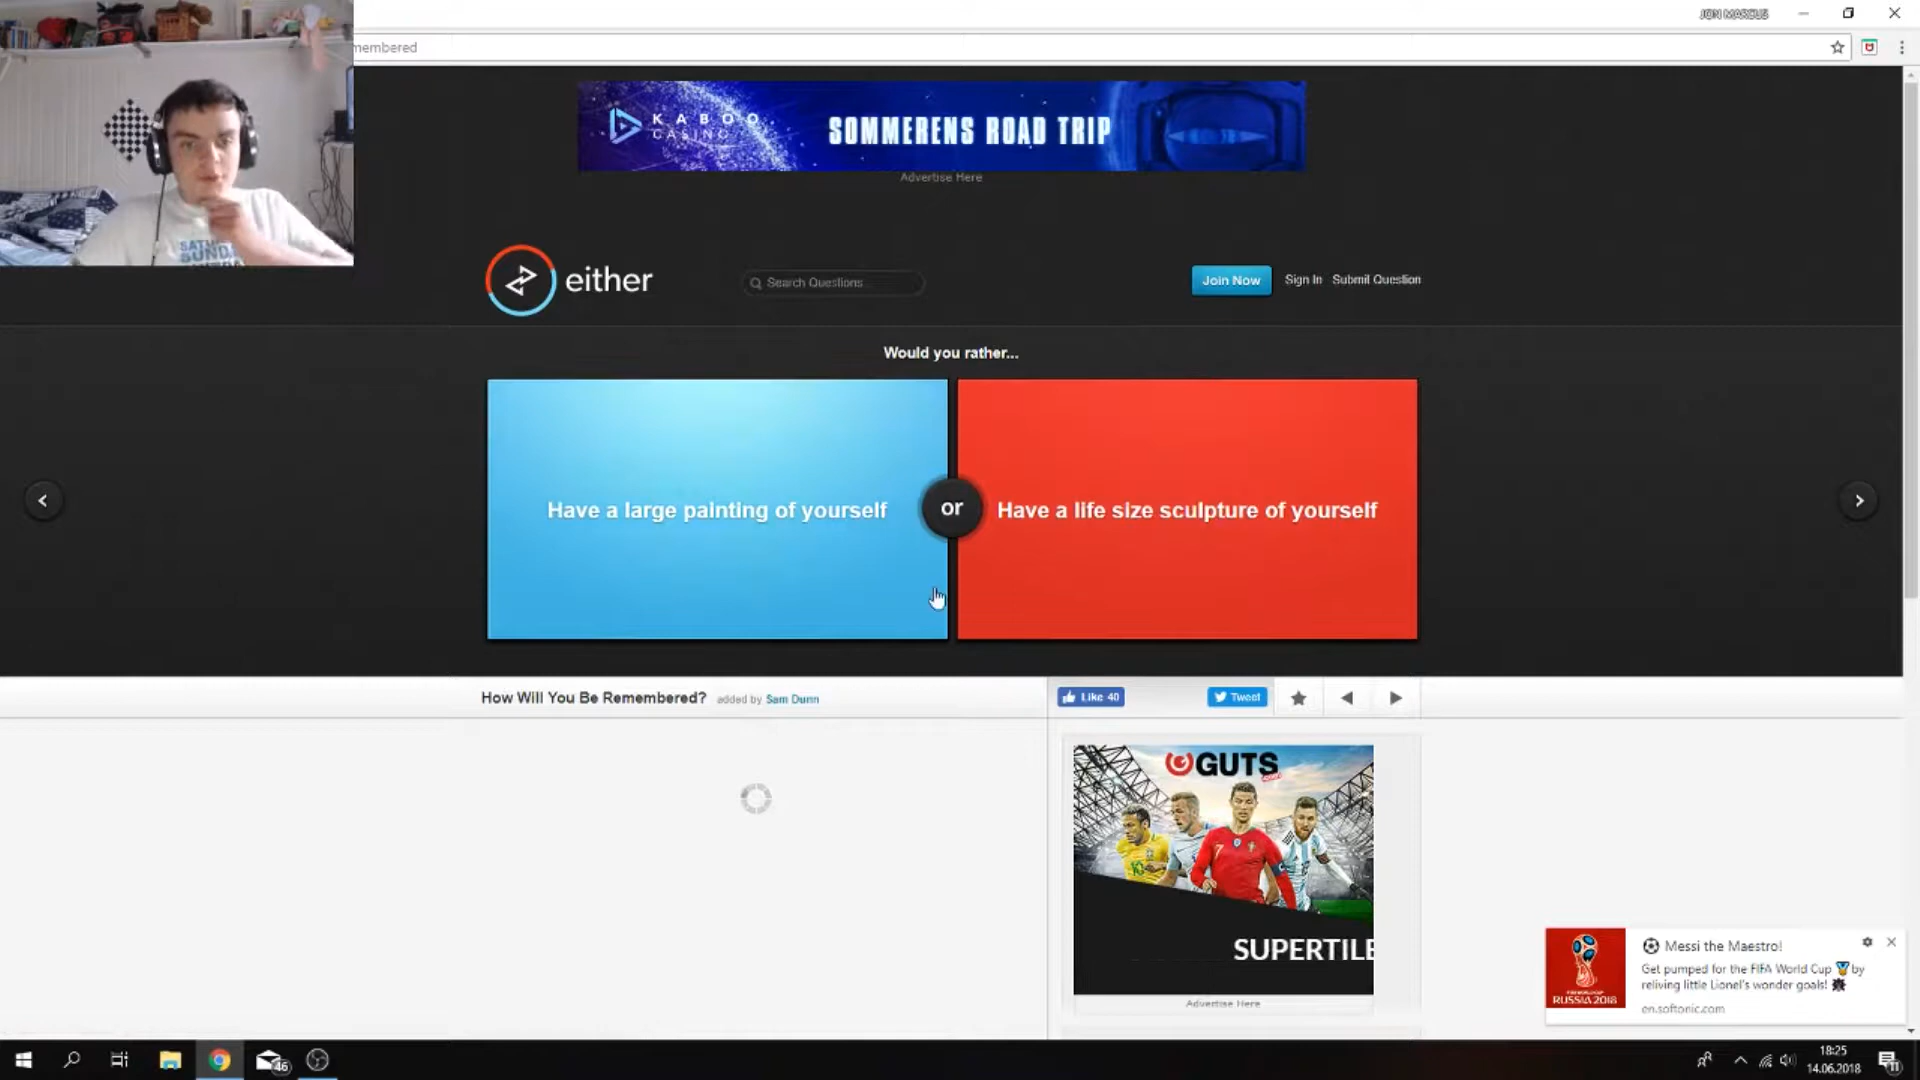 JON MARCUS
membered
KABOO
CASINO
SOMMERENS ROAD TRIP
Advertise Here
either
Search Questions
Join Now
Sign In
Submit Question
Would you rather...
Have a large painting of yourself
or
Have a life size sculpture of yourself
How Will You Be Remembered? added by Sam Dunn
Like 40
Tweet
GUTS
SUPERTILE
Advertise Here
Messi the Maestro!
Get pumped for the FIFA World Cup by
reliving little Lionel's wonder goals!
en.softonic.com
RUSSIA 2018
46
18:25
14.06.2018